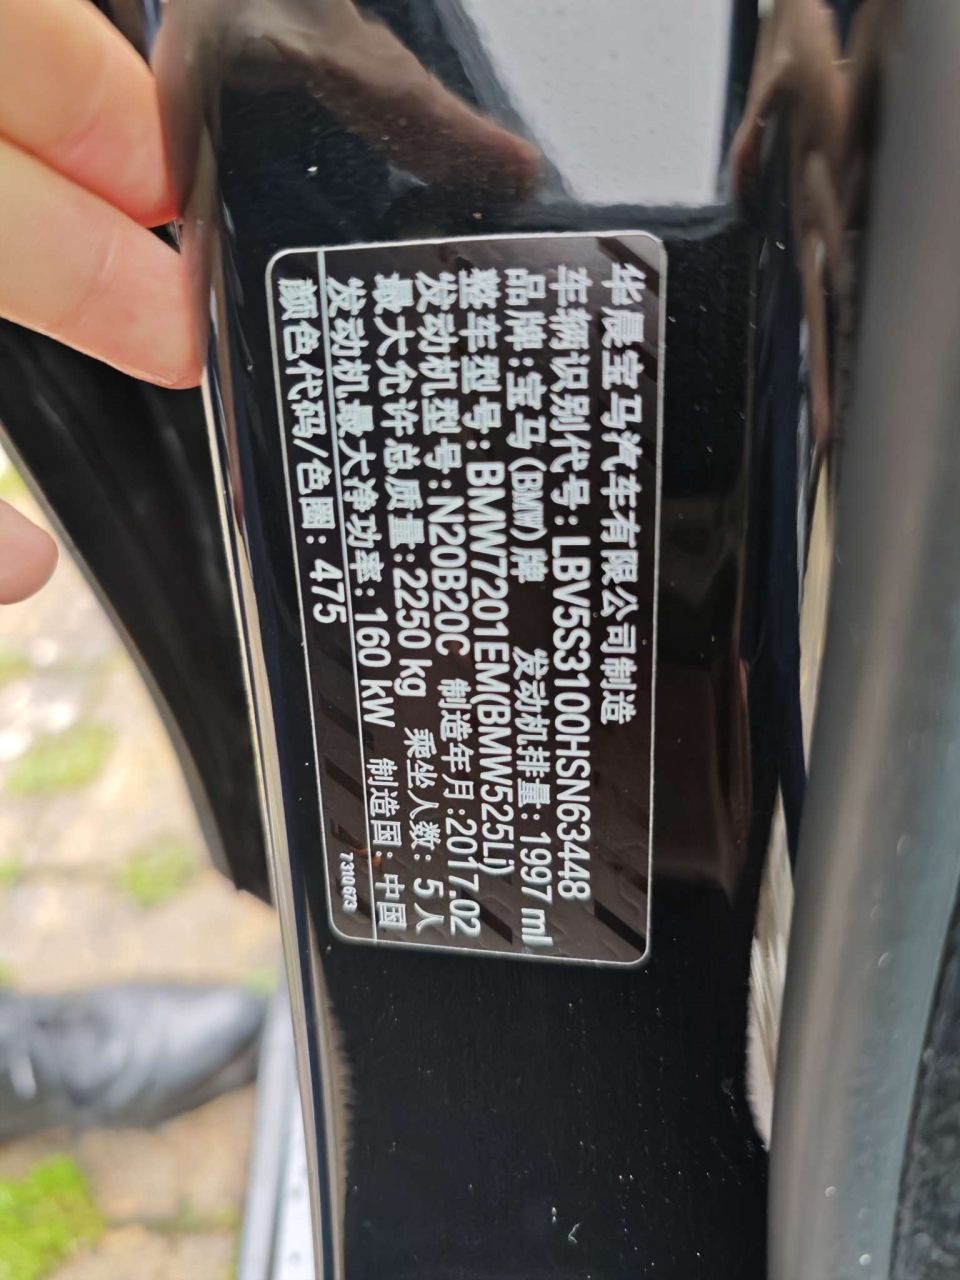 华晨宝马汽车有限公司制造
车辆识别代号:LBV5S3100HSN63448
品牌:宝马(BMW)牌 发动机排量:1997 ml
整车型号:BMW7201EM(BMW525Li)
发动机型号:N20B20C 制造年月:2017.02
最大允许总质量:2250 kg 乘坐人数:5人
发动机最大净功率:160 kW 制造国:中国
颜色代码/色圈:475
7310673